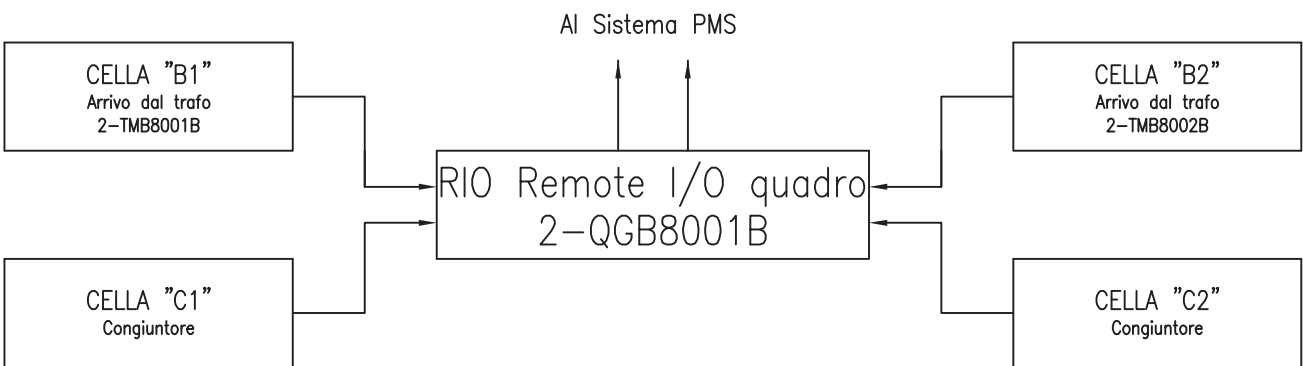 Al Sistema PMS
CELLA "B1"
Arrivo dal trafo
2-TMB8001B
CELLA "B2"
Arrivo dal trafo
2-TMB8002B
RIO Remote I/O quadro
2-QGB8001B
CELLA "C1"
Congiuntore
CELLA "C2"
Congiuntore